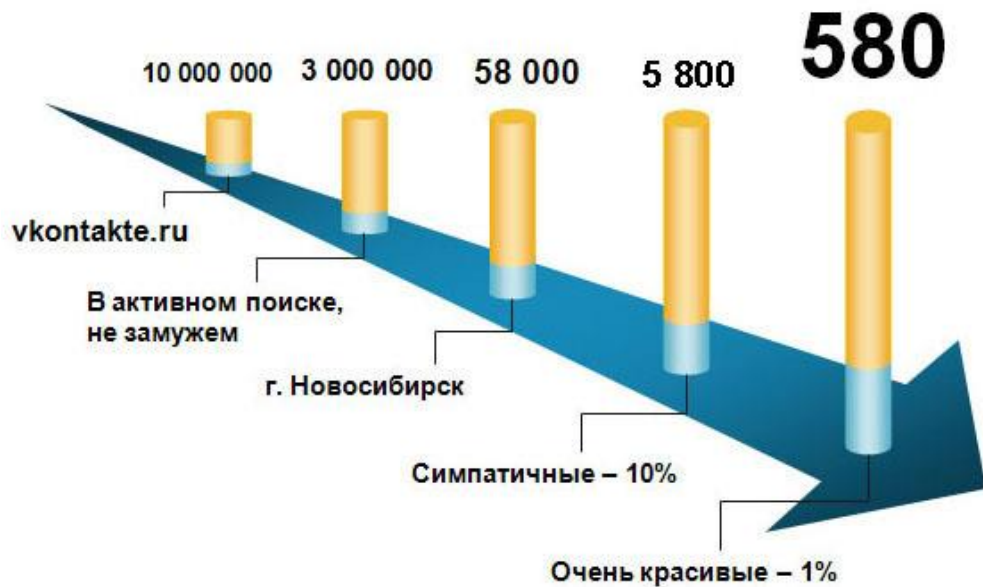 10 000 000
3 000 000
58 000
5 800
580
vkontakte.ru
В активном поиске,
не замужем
г. Новосибирск
Симпатичные – 10%
Очень красивые – 1%